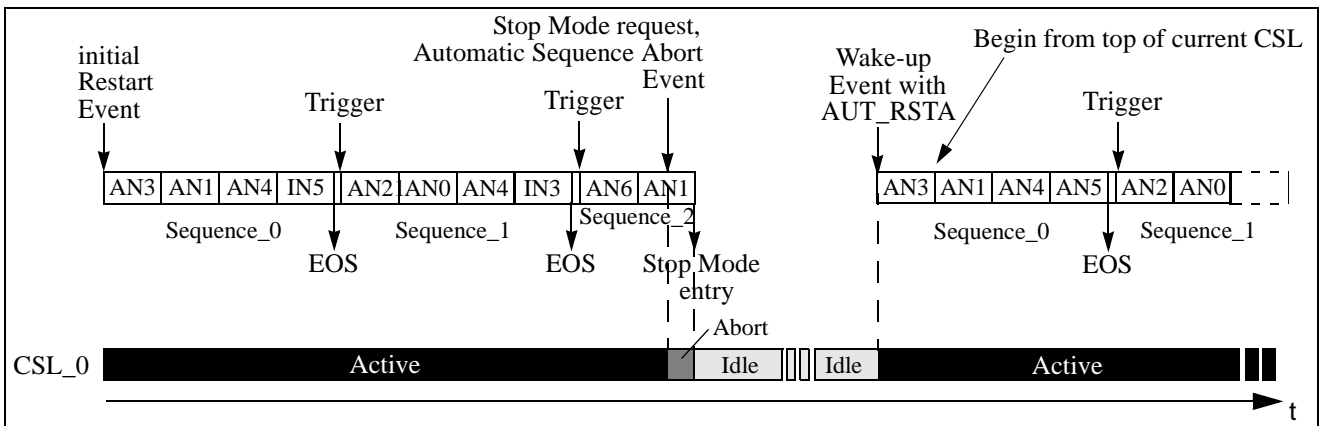 Stop Mode request,
Automatic Sequence Abort
Event
initial
Restart
Event
Trigger
Trigger
Wake-up
Event with
AUT_RSTA
Begin from top of current CSL
Trigger
AN3 AN1 AN4 IN5 AN21AN0 AN4 IN3 AN6 AN1
AN3 AN1 AN4 AN5 AN2 AN0
Sequence_0
Sequence_1
Sequence_2
Sequence_0
Sequence_1
EOS
EOS
Stop Mode
entry
EOS
Abort
CSL_0
Active
Idle
Idle
Active
t